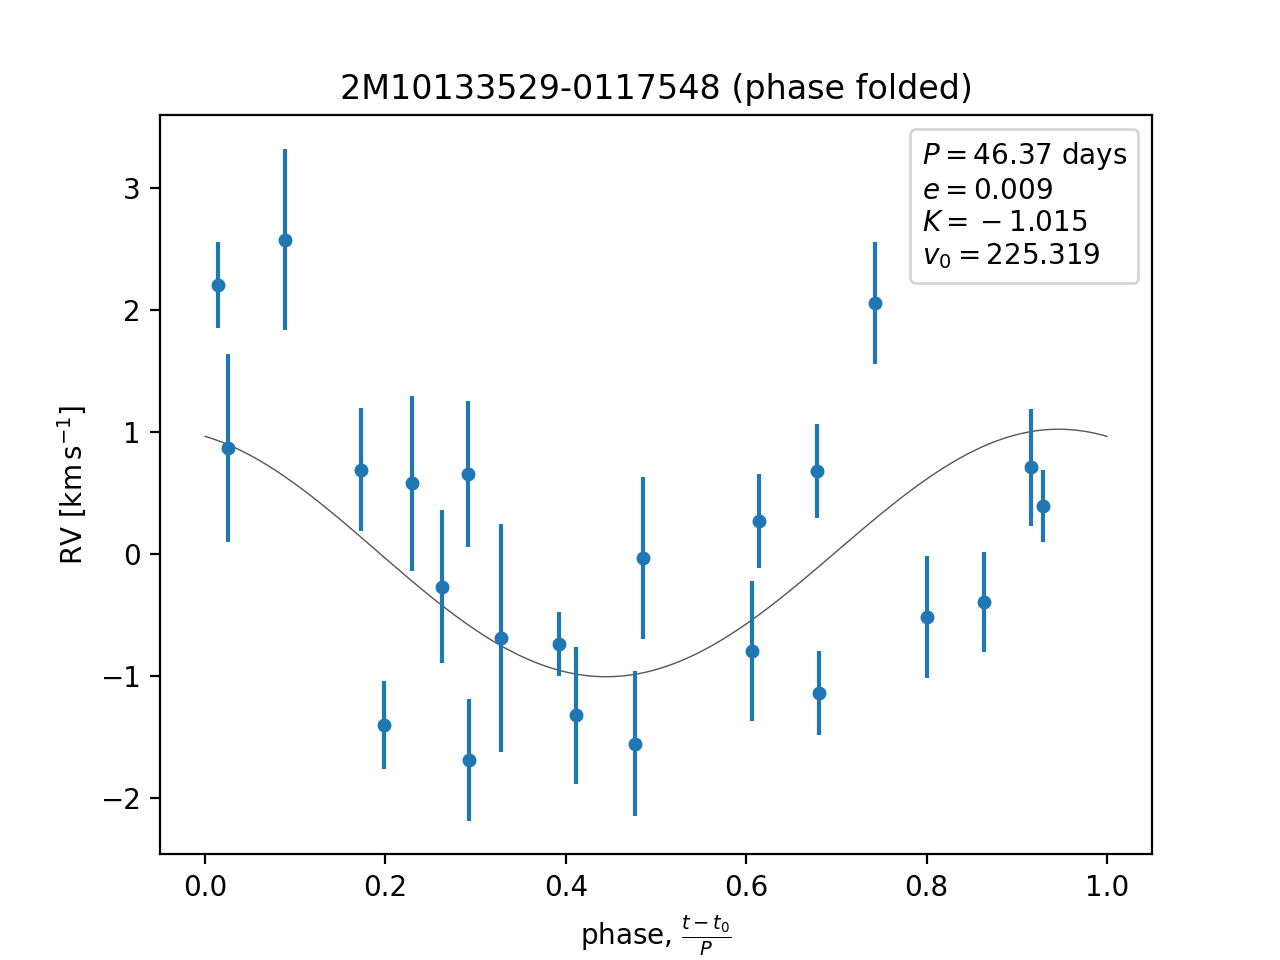 2M10133529-0117548 (phase folded)
P = 46.37 days
e = 0.009
K = −1.015
v₀ = 225.319
RV [km s⁻¹]
3
2
1
0
−1
−2
0.0 0.2 0.4 0.6 0.8 1.0
phase, (t − t₀)/P